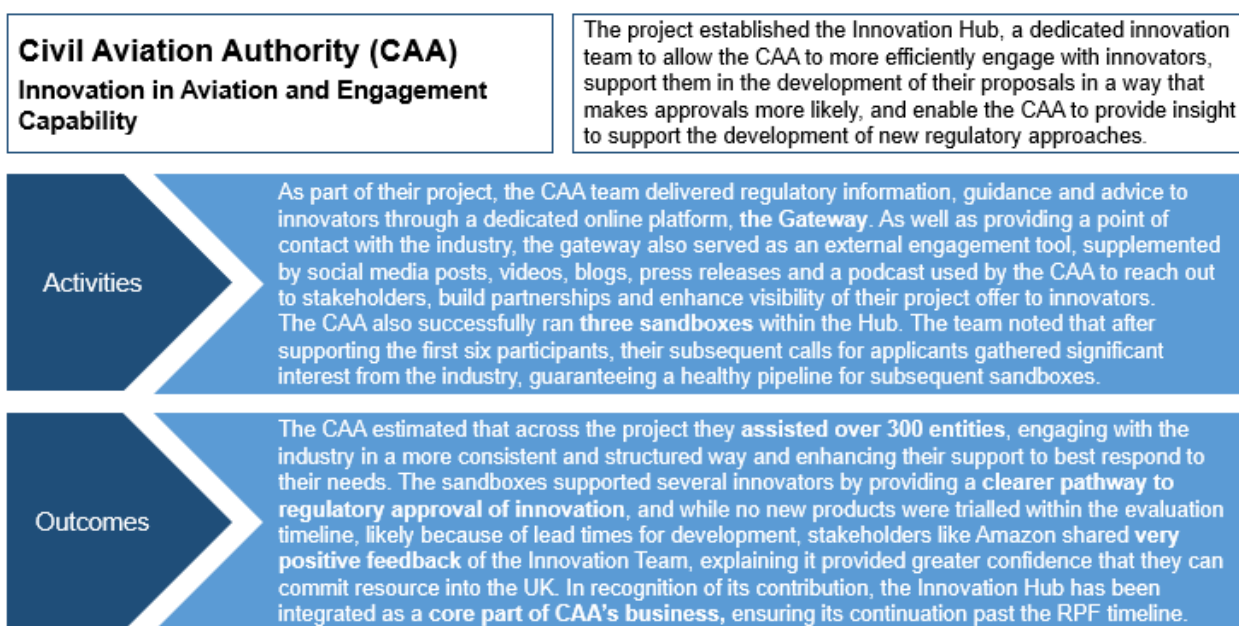 Civil Aviation Authority (CAA)
Innovation in Aviation and Engagement
Capability
The project established the Innovation Hub, a dedicated innovation
team to allow the CAA to more efficiently engage with innovators,
support them in the development of their proposals in a way that
makes approvals more likely, and enable the CAA to provide insight
to support the development of new regulatory approaches.
Activities
As part of their project, the CAA team delivered regulatory information, guidance and advice to
innovators through a dedicated online platform, the Gateway. As well as providing a point of
contact with the industry, the gateway also served as an external engagement tool, supplemented
by social media posts, videos, blogs, press releases and a podcast used by the CAA to reach out
to stakeholders, build partnerships and enhance visibility of their project offer to innovators.
The CAA also successfully ran three sandboxes within the Hub. The team noted that after
supporting the first six participants, their subsequent calls for applicants gathered significant
interest from the industry, guaranteeing a healthy pipeline for subsequent sandboxes.
Outcomes
The CAA estimated that across the project they assisted over 300 entities, engaging with the
industry in a more consistent and structured way and enhancing their support to best respond to
their needs. The sandboxes supported several innovators by providing a clearer pathway to
regulatory approval of innovation, and while no new products were trialled within the evaluation
timeline, likely because of lead times for development, stakeholders like Amazon shared very
positive feedback of the Innovation Team, explaining it provided greater confidence that they can
commit resource into the UK. In recognition of its contribution, the Innovation Hub has been
integrated as a core part of CAA's business, ensuring its continuation past the RPF timeline.